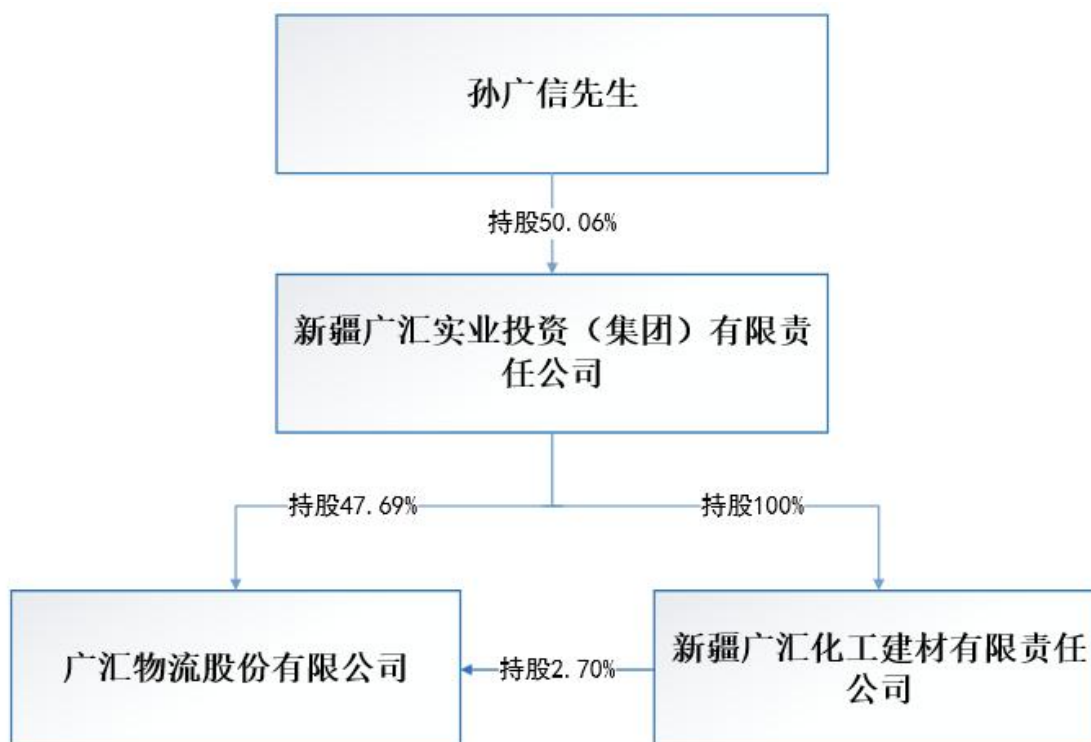 孙广信先生
持股50.06%
新疆广汇实业投资（集团）有限责
任公司
持股47.69%
持股100%
广汇物流股份有限公司
持股2.70%
新疆广汇化工建材有限责任
公司